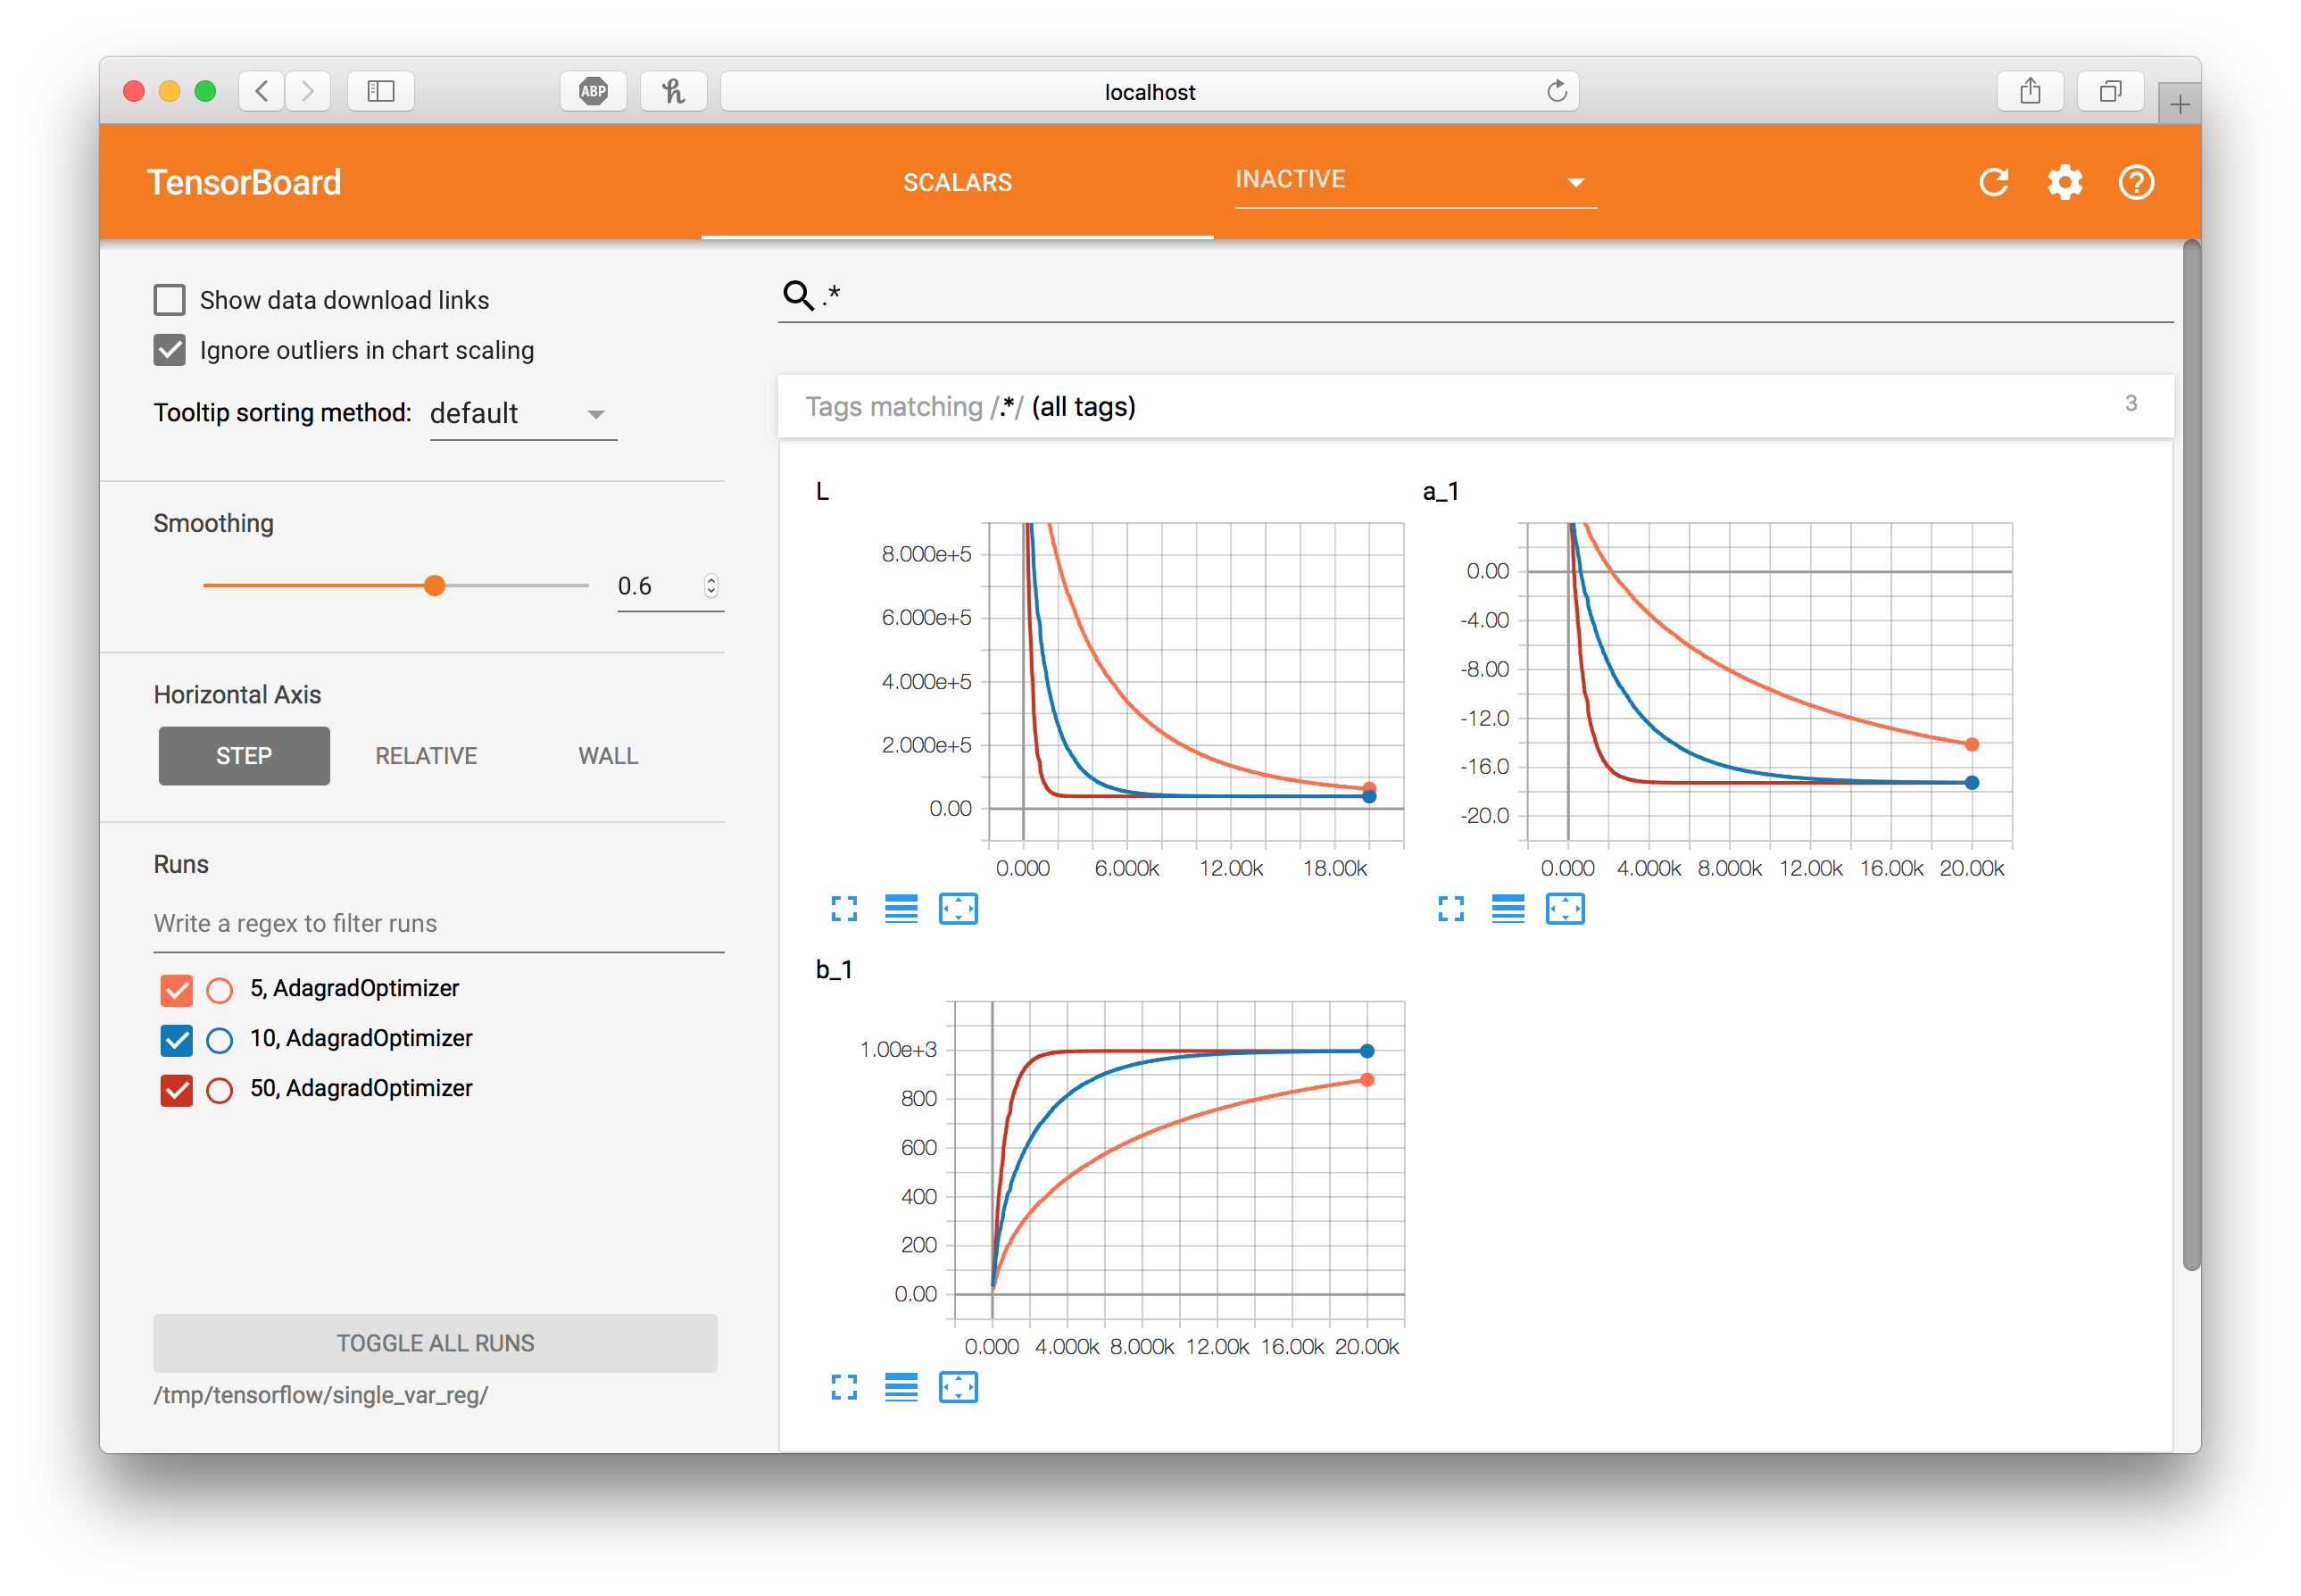 ABP
localhost
TensorBoard
SCALARS
INACTIVE
Show data download links
Ignore outliers in chart scaling
Tooltip sorting method: default
Smoothing
0.6
Horizontal Axis
STEP RELATIVE WALL
Runs
Write a regex to filter runs
5, AdagradOptimizer
10, AdagradOptimizer
50, AdagradOptimizer
TOGGLE ALL RUNS
/tmp/tensorflow/single_var_reg/
.*
Tags matching /.*/ (all tags) 3
L
8.000e+5
6.000e+5
4.000e+5
2.000e+5
0.00
0.000 6.000k 12.00k 18.00k
a_1
0.00
-4.00
-8.00
-12.0
-16.0
-20.0
0.000 4.000k 8.000k 12.00k 16.00k 20.00k
b_1
1.00e+3
800
600
400
200
0.00
0.000 4.000k 8.000k 12.00k 16.00k 20.00k